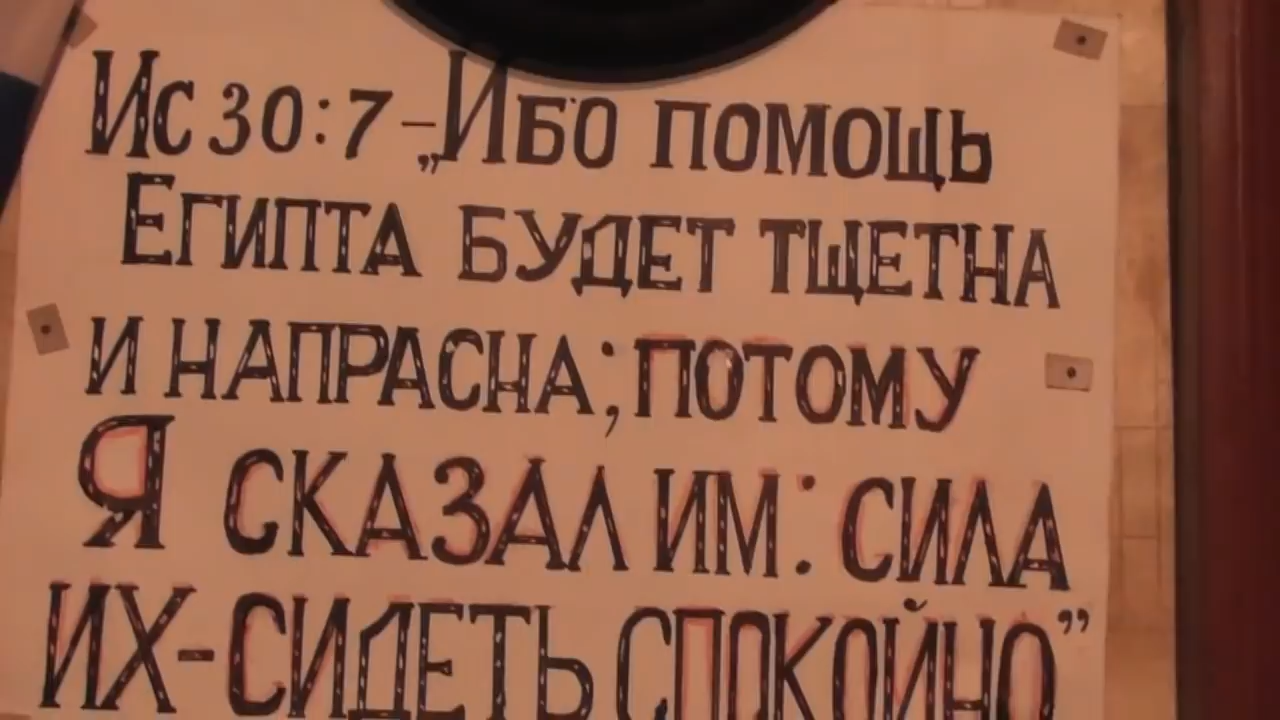 Ис 30:7 – „Ибо помощь
Египта будет тщетна
и напрасна; потому
Я сказал им: сила
их - сидеть спокойно”